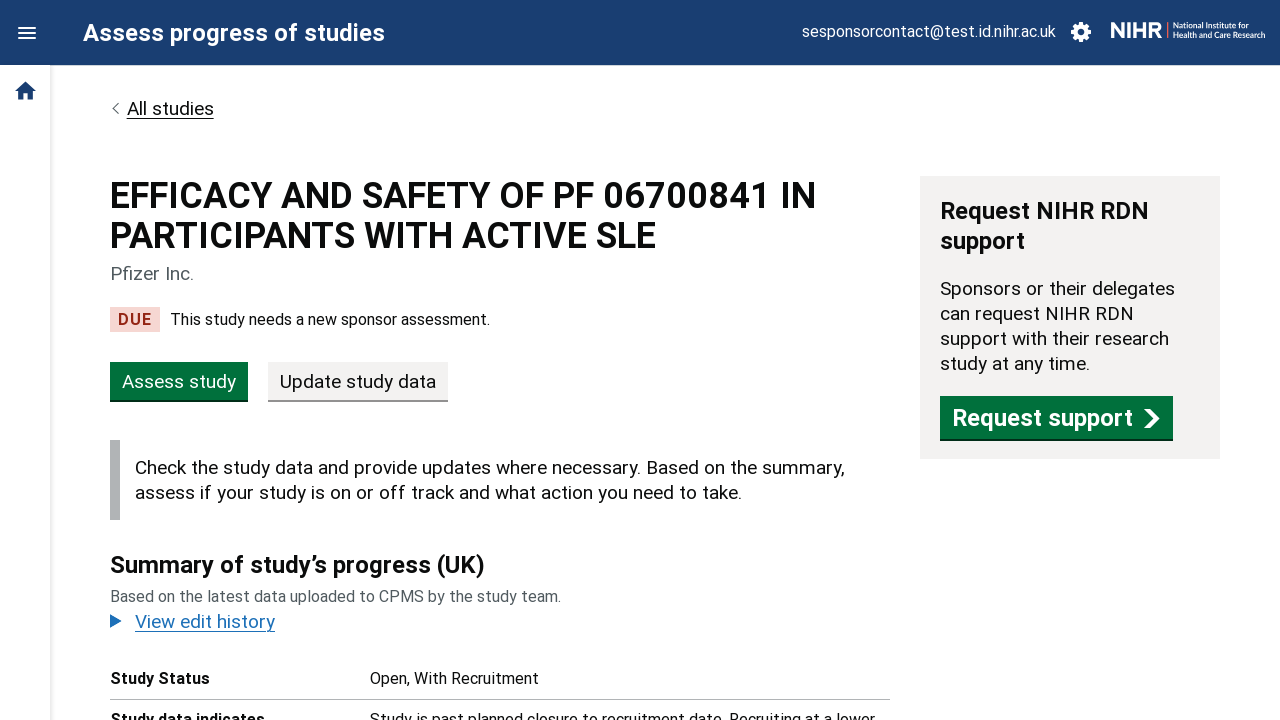 Assess progress of studies
sesponsorcontact@test.id.nihr.ac.uk
NIHR National Institute for
Health and Care Research
All studies
EFFICACY AND SAFETY OF PF 06700841 IN
PARTICIPANTS WITH ACTIVE SLE
Pfizer Inc.
DUE This study needs a new sponsor assessment.
Assess study Update study data
Check the study data and provide updates where necessary. Based on the summary,
assess if your study is on or off track and what action you need to take.
Summary of study’s progress (UK)
Based on the latest data uploaded to CPMS by the study team.
View edit history
Study Status Open, With Recruitment
Study data indicates Study is past planned closure to recruitment date, Recruiting at a lower
Request NIHR RDN
support
Sponsors or their delegates
can request NIHR RDN
support with their research
study at any time.
Request support